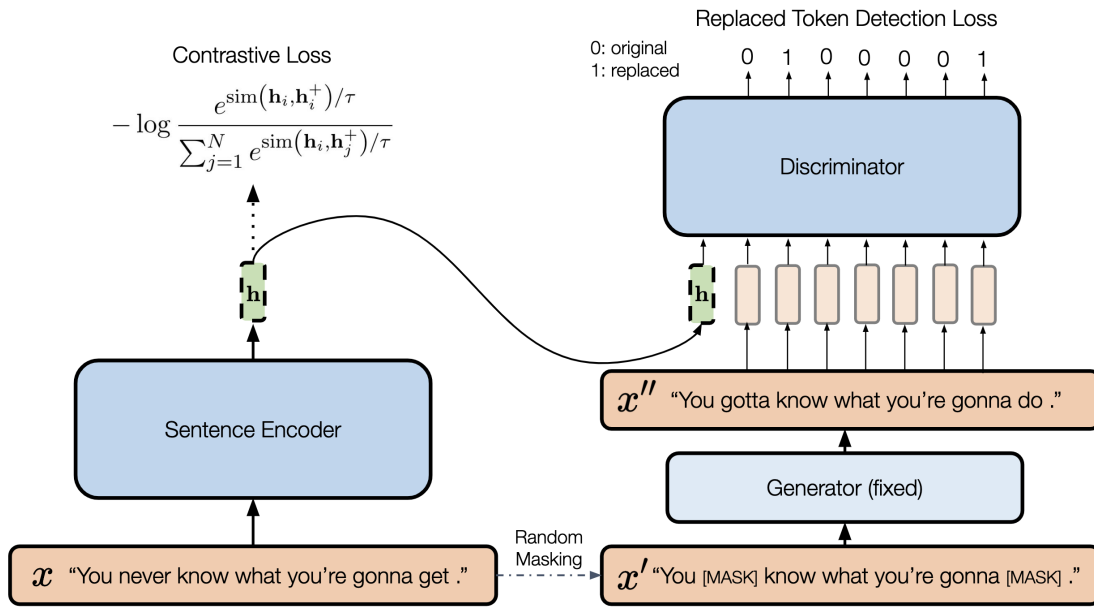 Replaced Token Detection Loss
0: original
1: replaced
0 1 0 0 0 0 1
Contrastive Loss
− log e^{sim(h_i,h_i^+)/τ} / ∑_{j=1}^{N} e^{sim(h_i,h_j^+)/τ}
Discriminator
h
h
x″ “You gotta know what you’re gonna do .”
Sentence Encoder
Generator (fixed)
Random
Masking
x “You never know what you’re gonna get .”
x′ “You [MASK] know what you’re gonna [MASK] .”